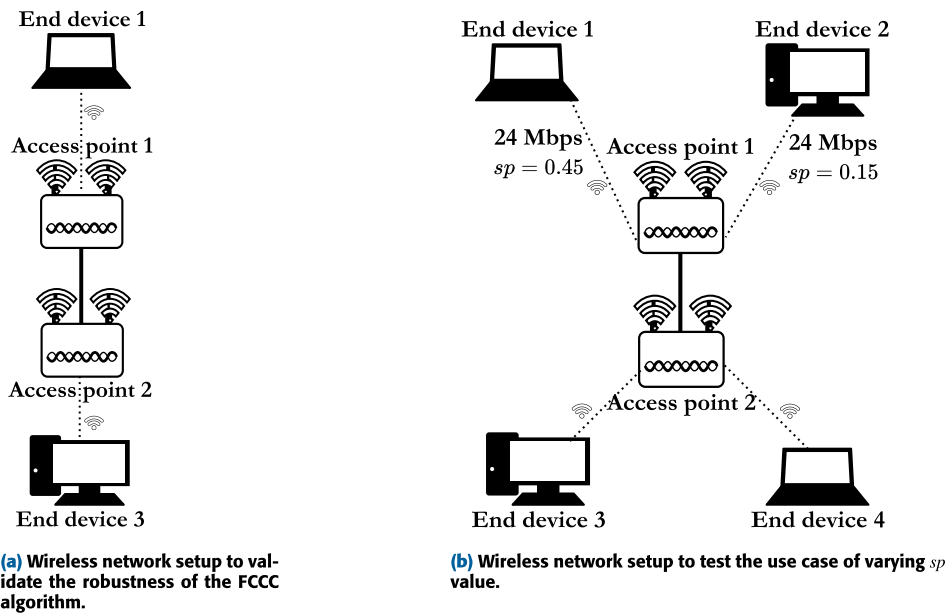 End device 1
Access point 1
Access point 2
End device 3
(a) Wireless network setup to val-
idate the robustness of the FCCC
algorithm.
End device 1
End device 2
24 Mbps
sp = 0.45
Access point 1
24 Mbps
sp = 0.15
Access point 2
End device 3
End device 4
(b) Wireless network setup to test the use case of varying sp
value.